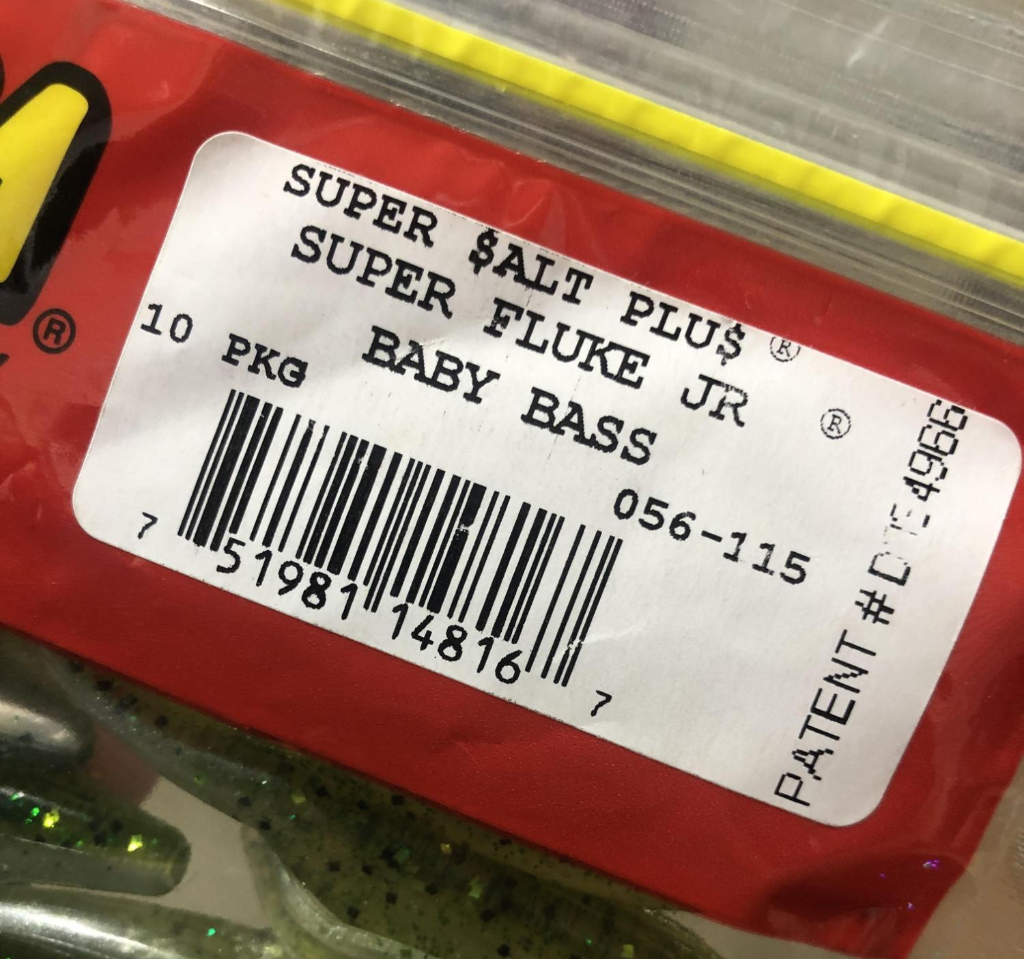 SUPER $ALT PLU$ ®
SUPER FLUKE JR ®
10 PKG BABY BASS
056-115
7 51981 14816 7
PATENT #
®